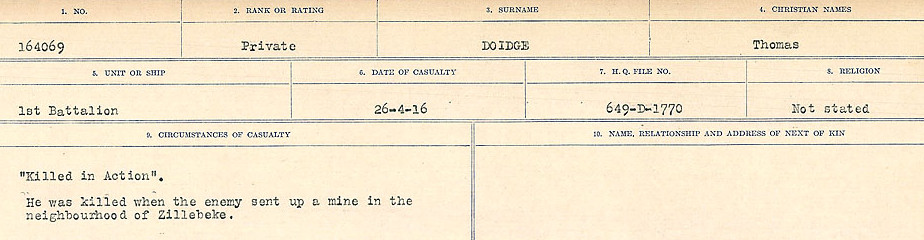 1. NO. 2. RANK OR RATING 3. SURNAME 4. CHRISTIAN NAMES
164069 Private DOIDGE Thomas
5. UNIT OR SHIP 6. DATE OF CASUALTY 7. H.Q. FILE NO. 8. RELIGION
1st Battalion 26-4-16 649-D-1770 Not stated
9. CIRCUMSTANCES OF CASUALTY 10. NAME, RELATIONSHIP AND ADDRESS OF NEXT OF KIN
"Killed in Action".
He was killed when the enemy sent up a mine in the
neighbourhood of Zillebeke.